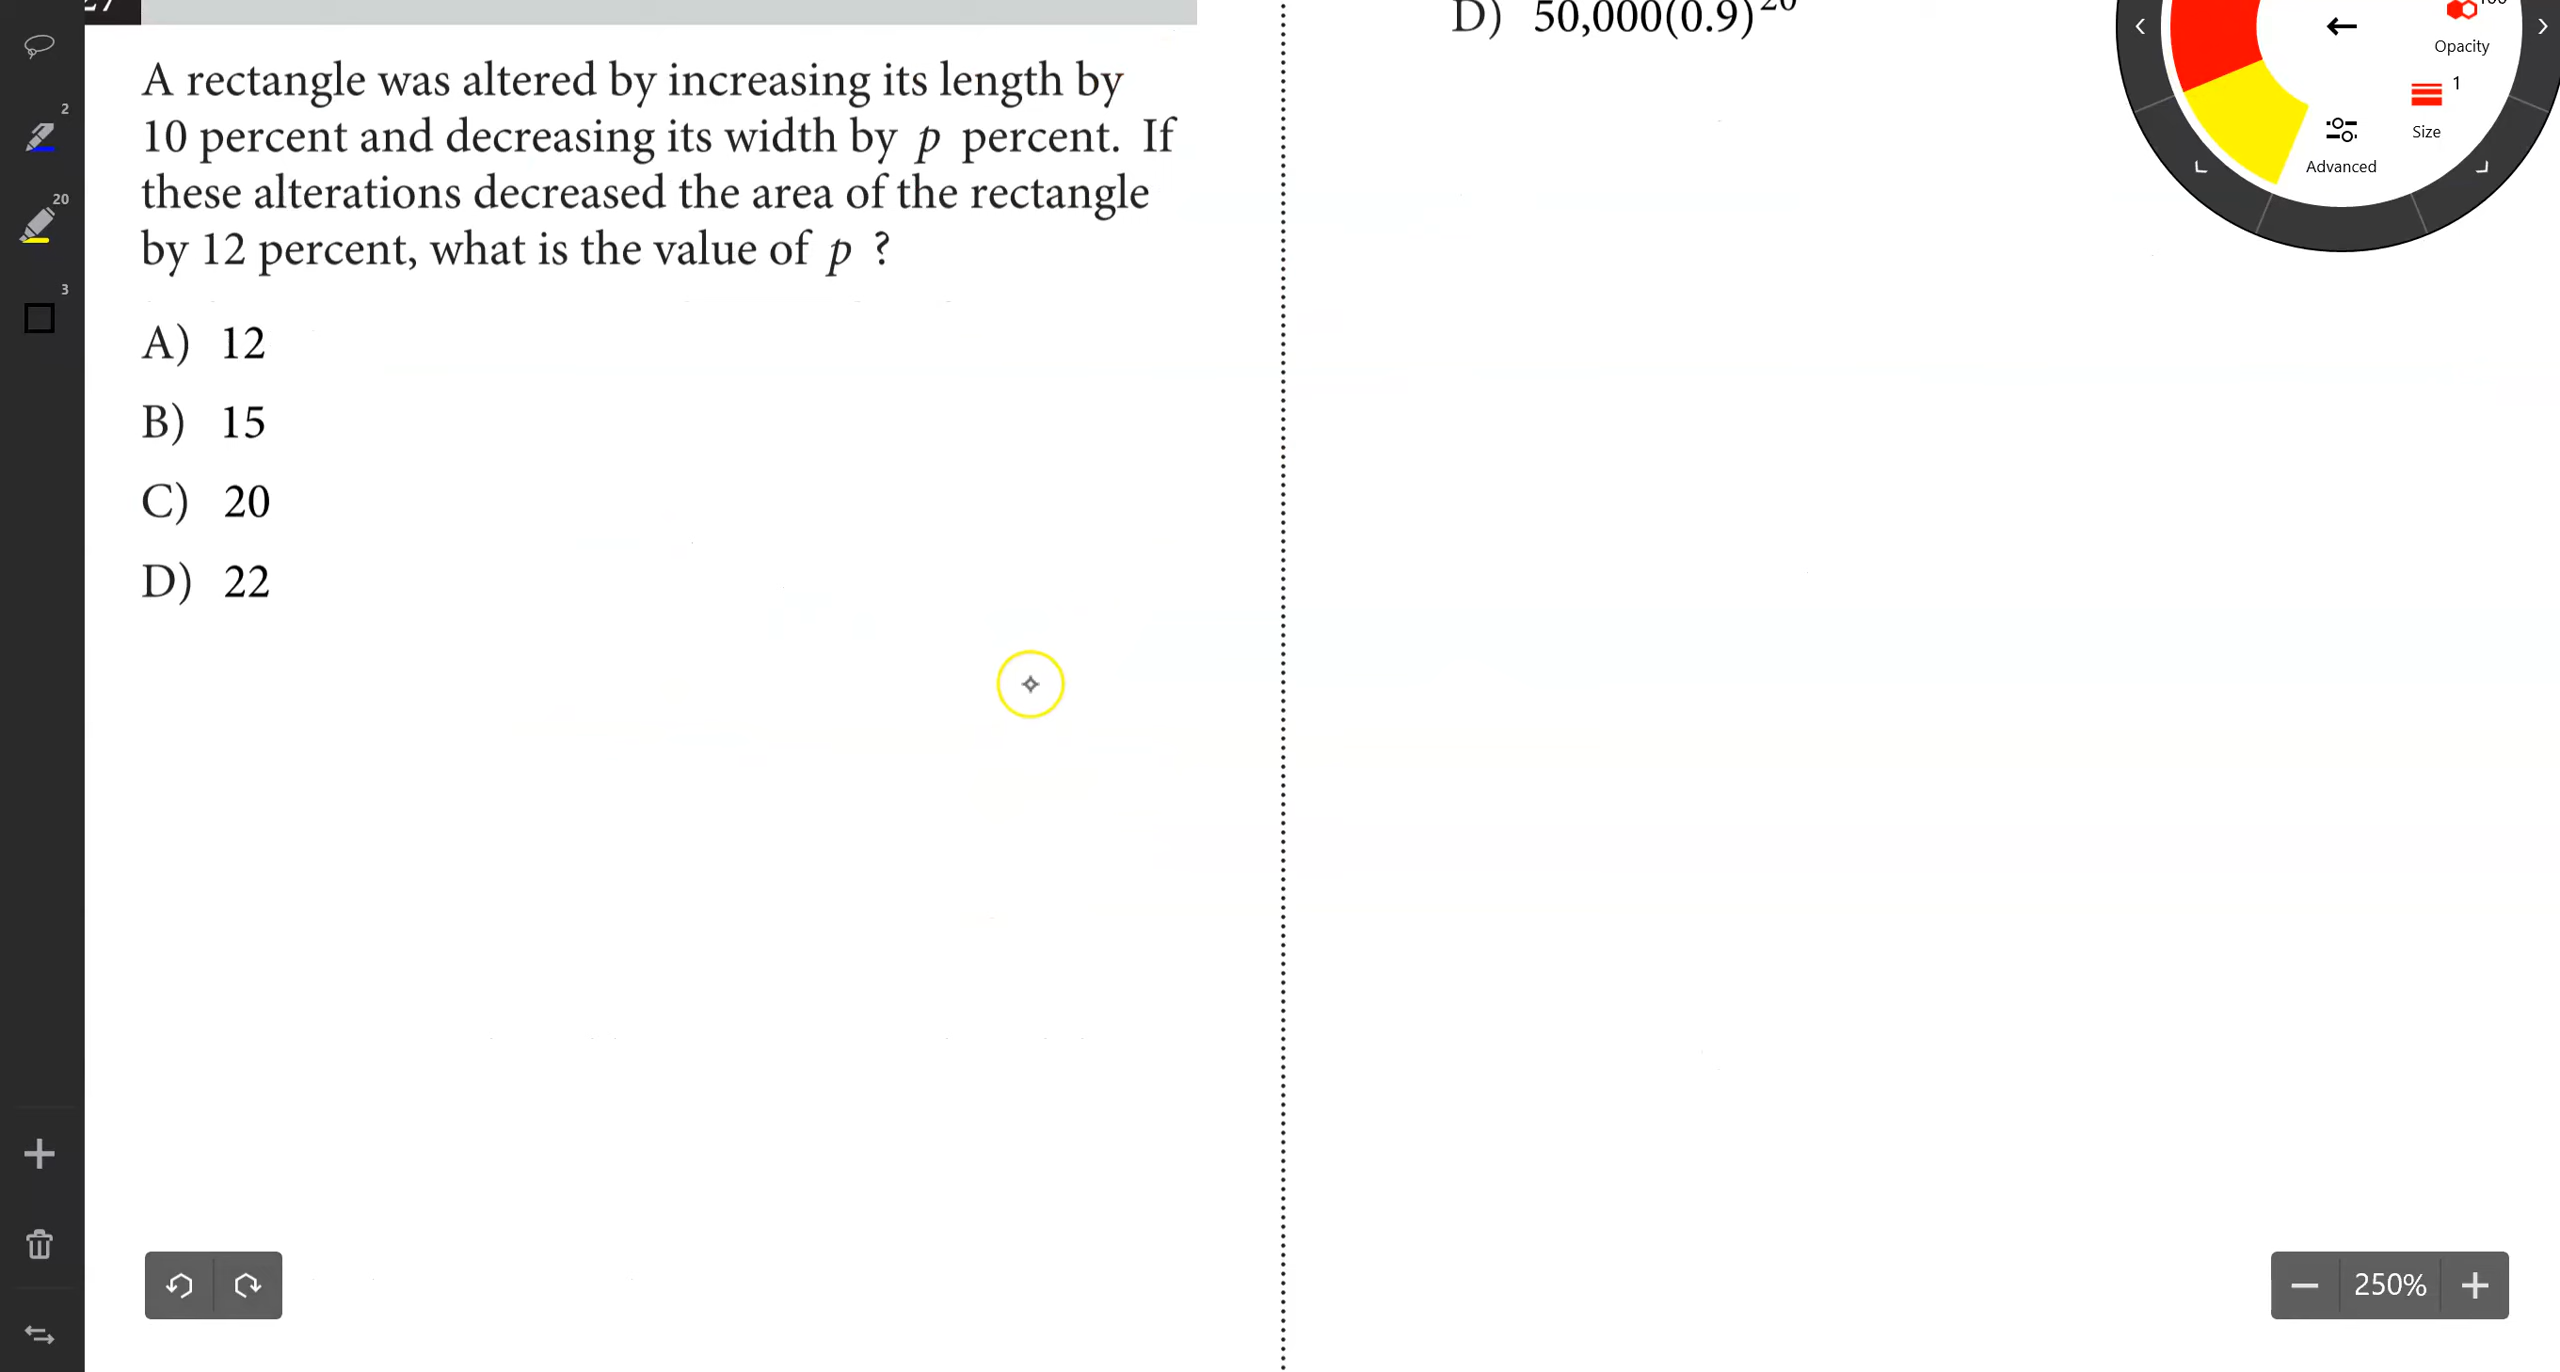 A rectangle was altered by increasing its length by
10 percent and decreasing its width by p percent. If
these alterations decreased the area of the rectangle
by 12 percent, what is the value of p ?
A) 12
B) 15
C) 20
D) 22
D) 50,000(0.9)²⁰
Opacity
1
Size
Advanced
2
20
3
250%